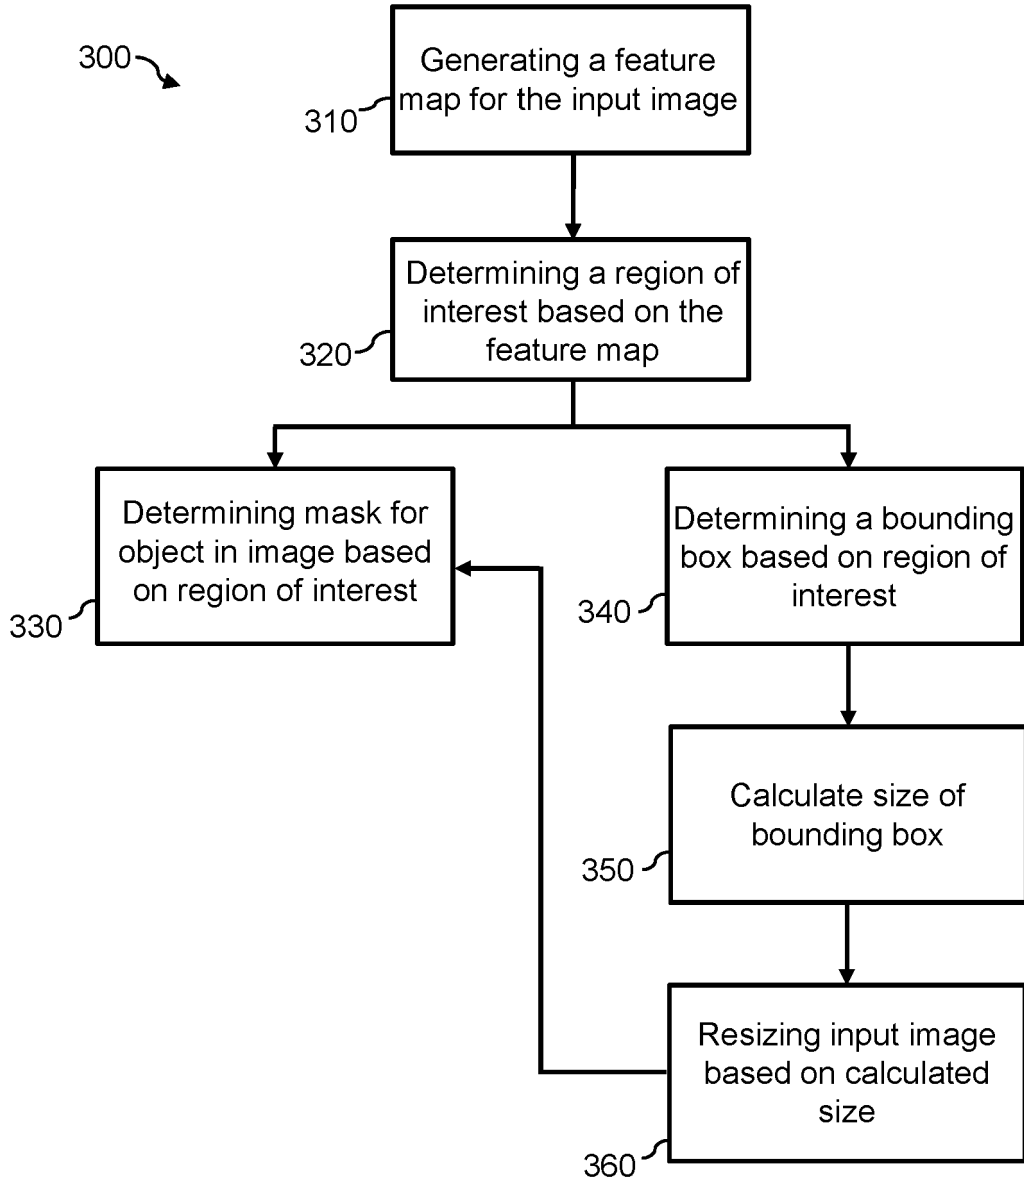 300
Generating a feature
map for the input image
310
Determining a region of
interest based on the
feature map
320
Determining mask for
object in image based
on region of interest
330
Determining a bounding
box based on region of
interest
340
Calculate size of
bounding box
350
Resizing input image
based on calculated
size
360